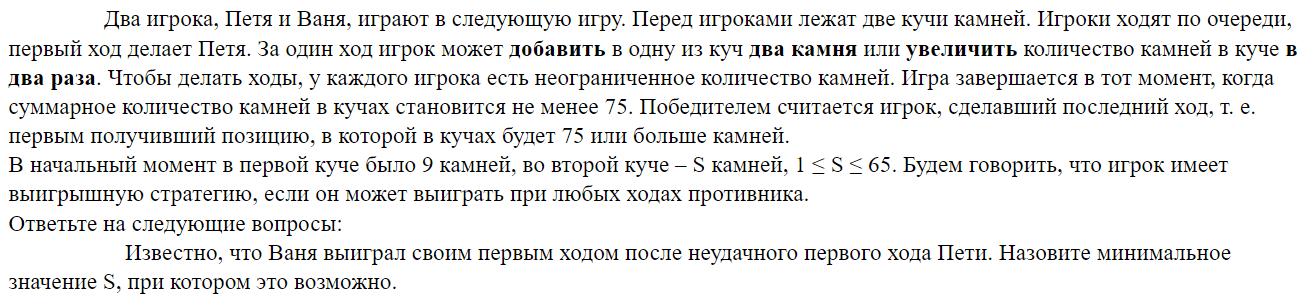 Два игрока, Петя и Ваня, играют в следующую игру. Перед игроками лежат две кучи камней. Игроки ходят по очереди,
первый ход делает Петя. За один ход игрок может добавить в одну из куч два камня или увеличить количество камней в куче в
два раза. Чтобы делать ходы, у каждого игрока есть неограниченное количество камней. Игра завершается в тот момент, когда
суммарное количество камней в кучах становится не менее 75. Победителем считается игрок, сделавший последний ход, т. е.
первым получивший позицию, в которой в кучах будет 75 или больше камней.
В начальный момент в первой куче было 9 камней, во второй куче – S камней, 1 ≤ S ≤ 65. Будем говорить, что игрок имеет
выигрышную стратегию, если он может выиграть при любых ходах противника.
Ответьте на следующие вопросы:
Известно, что Ваня выиграл своим первым ходом после неудачного первого хода Пети. Назовите минимальное
значение S, при котором это возможно.